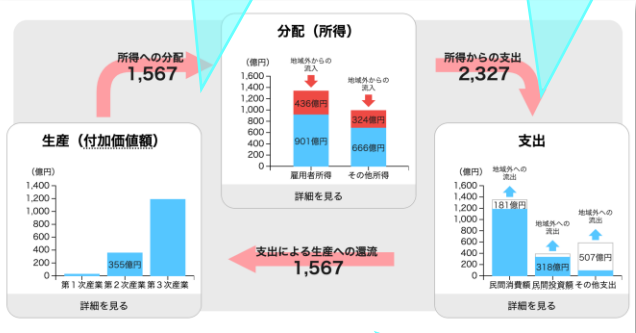 分配（所得）
（億円）
地域外からの
流入
地域外からの
流入
1,600
1,400
1,200
1,000
800
600
400
200
0
436億円
901億円
324億円
666億円
雇用者所得
その他所得
詳細を見る
所得への分配
1,567
所得からの支出
2,327
生産（付加価値額）
（億円）
1,400
1,200
1,000
800
600
400
200
0
355億円
第１次産業
第２次産業
第３次産業
詳細を見る
支出による生産への還流
1,567
支出
（億円）
地域外への
流出
地域外への
流出
地域外への
流出
1,600
1,400
1,200
1,000
800
600
400
200
0
181億円
318億円
507億円
民間消費額
民間投資額
その他支出
詳細を見る